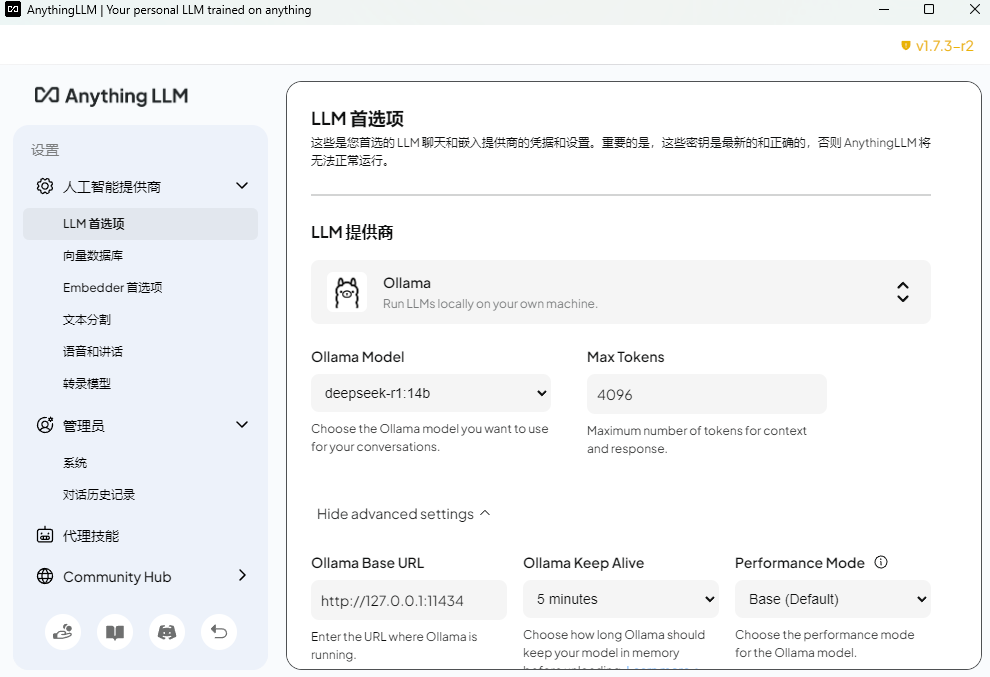 AnythingLLM | Your personal LLM trained on anything
v1.7.3-r2
Anything LLM
设置
人工智能提供商
LLM 首选项
向量数据库
Embedder 首选项
文本分割
语音和讲话
转录模型
管理员
系统
对话历史记录
代理技能
Community Hub
LLM 首选项
这些是您首选的 LLM 聊天和嵌入提供商的凭据和设置。重要的是，这些密钥是最新的和正确的，否则 AnythingLLM 将
无法正常运行。
LLM 提供商
Ollama
Run LLMs locally on your own machine.
Ollama Model
deepseek-r1:14b
Choose the Ollama model you want to use
for your conversations.
Max Tokens
4096
Maximum number of tokens for context
and response.
Hide advanced settings
Ollama Base URL
http://127.0.0.1:11434
Enter the URL where Ollama is
running.
Ollama Keep Alive
5 minutes
Choose how long Ollama should
keep your model in memory
before unloading. Learn more
Performance Mode
Base (Default)
Choose the performance mode
for the Ollama model.